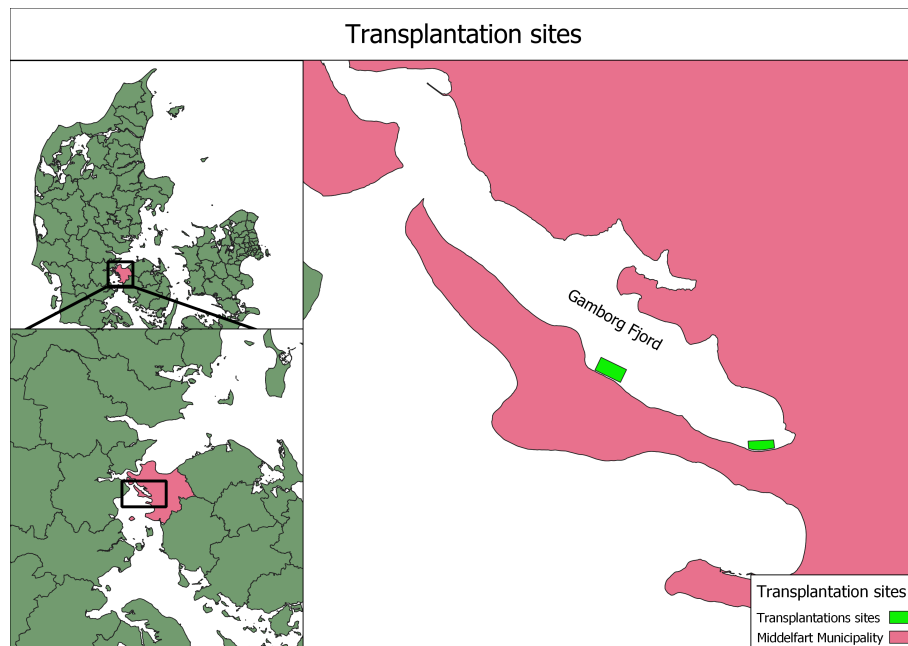 Transplantation sites
Gamborg Fjord
Transplantation sites
Transplantations sites
Middelfart Municipality